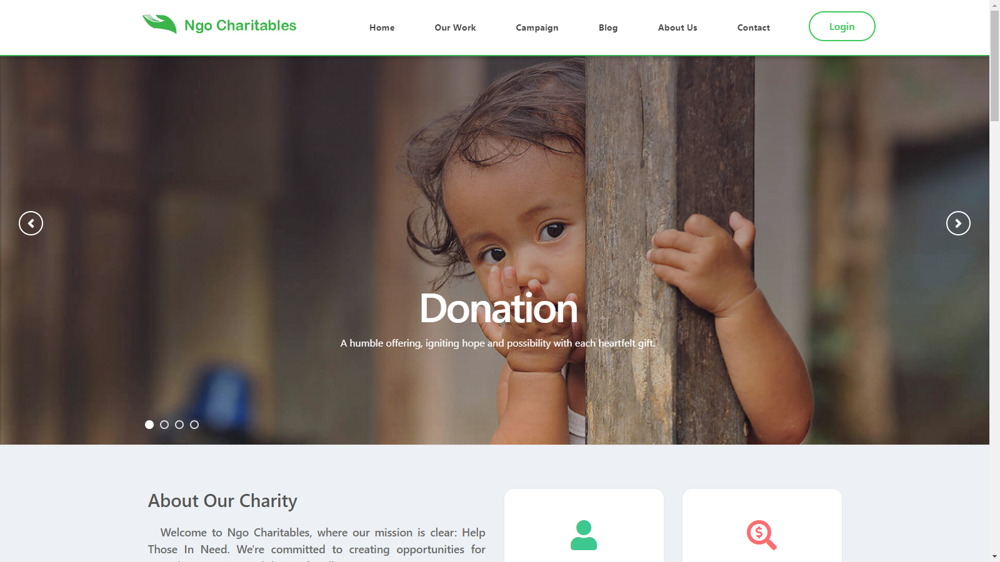 Ngo Charitables
Home
Our Work
Campaign
Blog
About Us
Contact
Login
Donation
A humble offering, igniting hope and possibility with each heartfelt gift.
About Our Charity
Welcome to Ngo Charitables, where our mission is clear: Help
Those In Need. We're committed to creating opportunities for
$